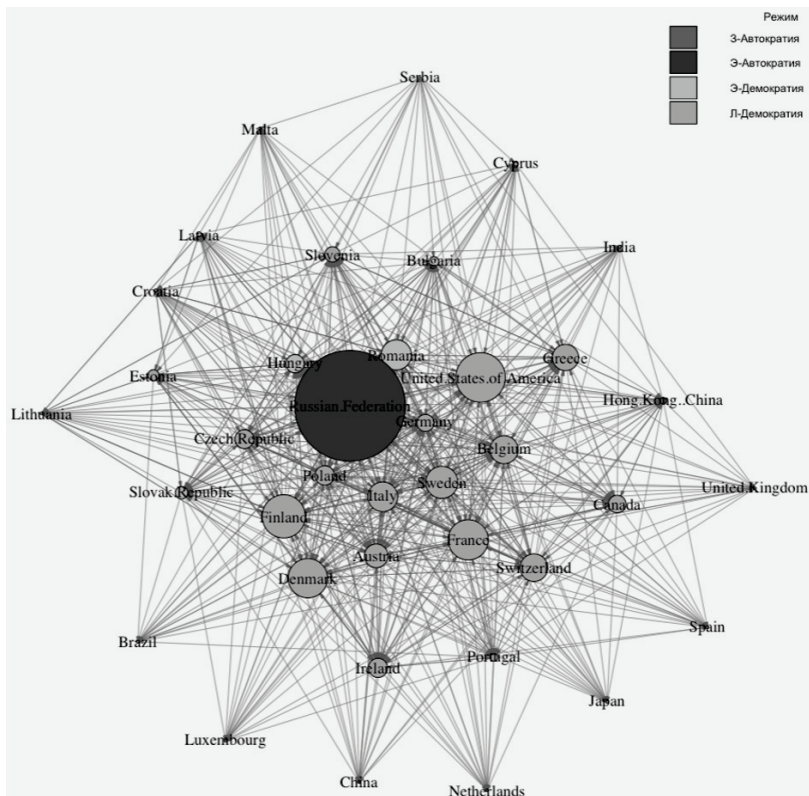 Режим
З-Автократия
Э-Автократия
Э-Демократия
Л-Демократия
Serbia
Malta
Cyprus
Latvia
Slovenia
Bulgaria
India
Croatia
Hungary
Romania
Greece
Estonia
United.States.of.America
Lithuania
Russian.Federation
Hong.Kong..China
Germany
Czech.Republic
Belgium
Poland
Slovak.Republic
Italy
Sweden
Canada
United.Kingdom
Finland
France
Austria
Switzerland
Denmark
Brazil
Spain
Ireland
Portugal
Japan
Luxembourg
China
Netherlands